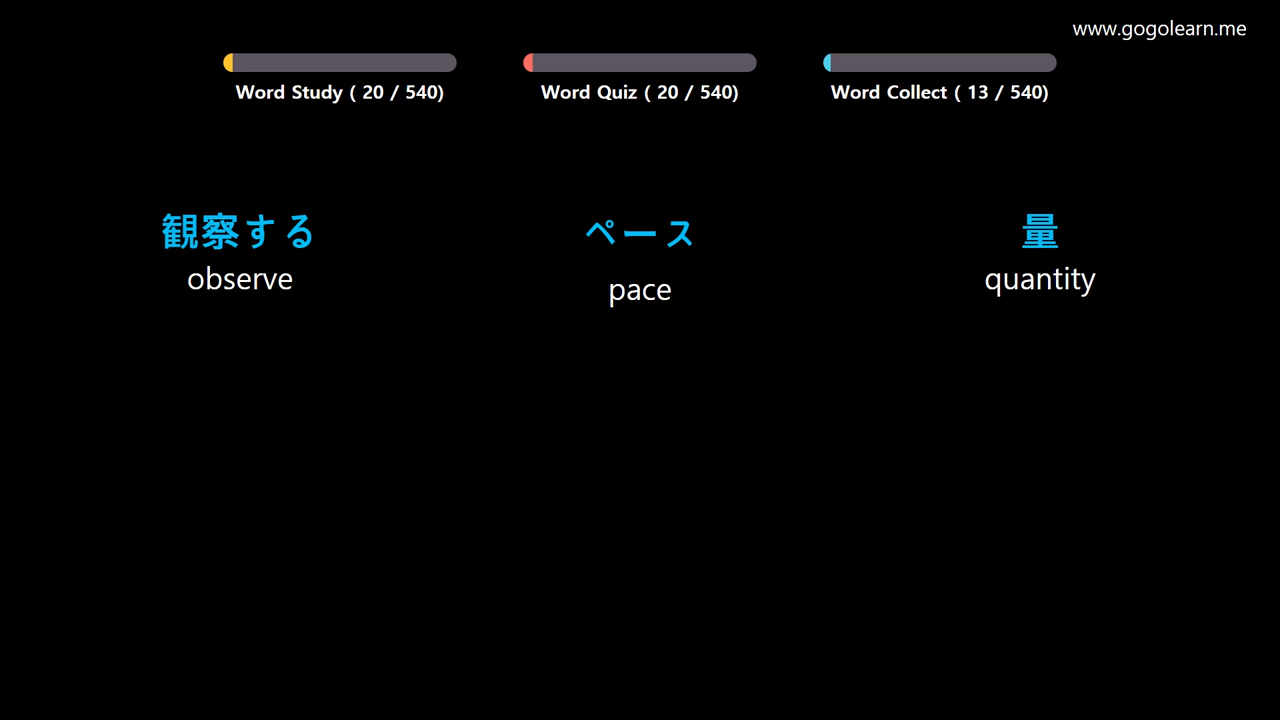 www.gogolearn.me
Word Study ( 20 / 540)
Word Quiz ( 20 / 540)
Word Collect ( 13 / 540)
観察する
observe
ペース
pace
量
quantity